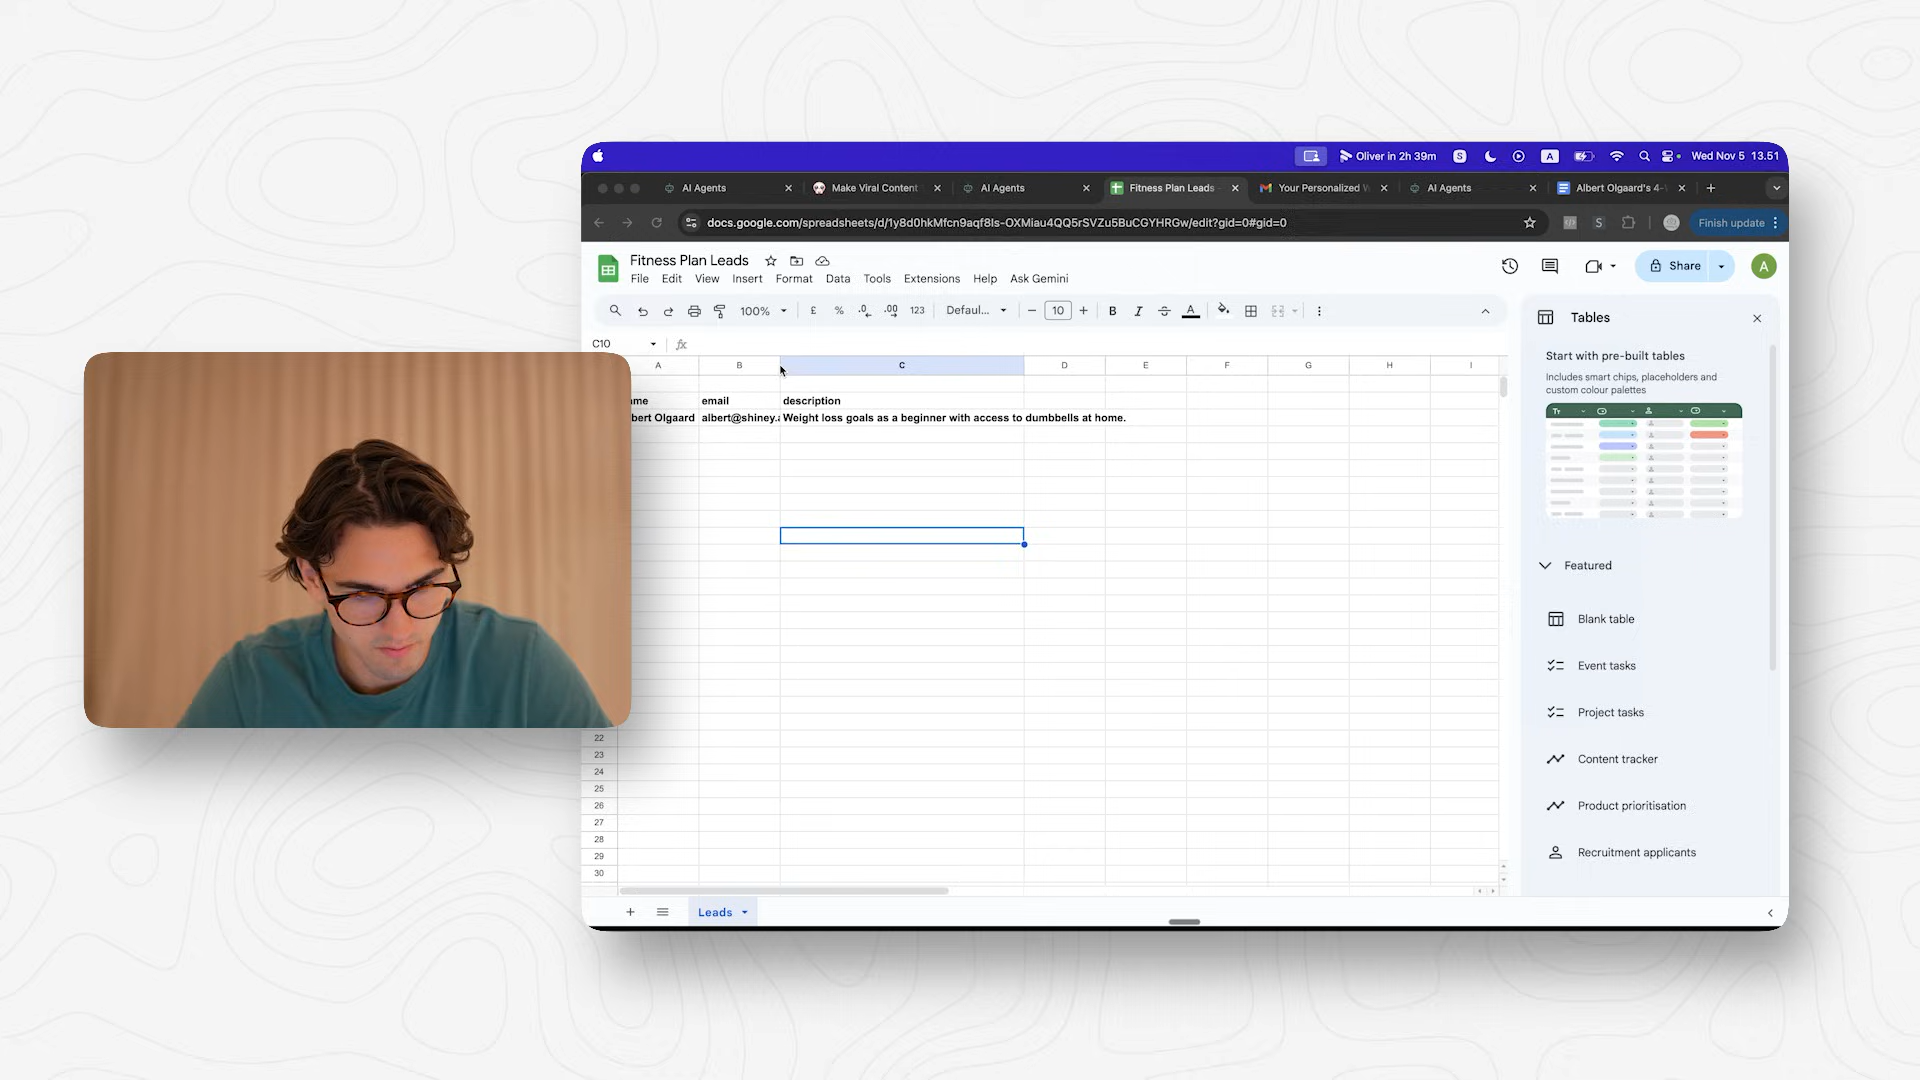 Oliver in 2h 39m
S
A
Wed Nov 5 13.51
AI Agents
Make Viral Content
AI Agents
Fitness Plan Leads
Your Personalized
AI Agents
Albert Olgaard's 4-
docs.google.com/spreadsheets/d/1y8d0hkMfcn9aqf8Is-OXMiau4QQ5rSVZu5BuCGYHRGw/edit?gid=0#gid=0
S
Finish update
Fitness Plan Leads
File Edit View Insert Format Data Tools Extensions Help Ask Gemini
Share
A
100%
£ % .0 .00 123
Defaul...
10
B I S A
C10
fx
A B C D E F G H I
ame email description
bert Olgaard albert@shiney.a Weight loss goals as a beginner with access to dumbbells at home.
22
23
24
25
26
27
28
29
30
Leads
Tables
Start with pre-built tables
Includes smart chips, placeholders and
custom colour palettes
Tт
Featured
Blank table
Event tasks
Project tasks
Content tracker
Product prioritisation
Recruitment applicants